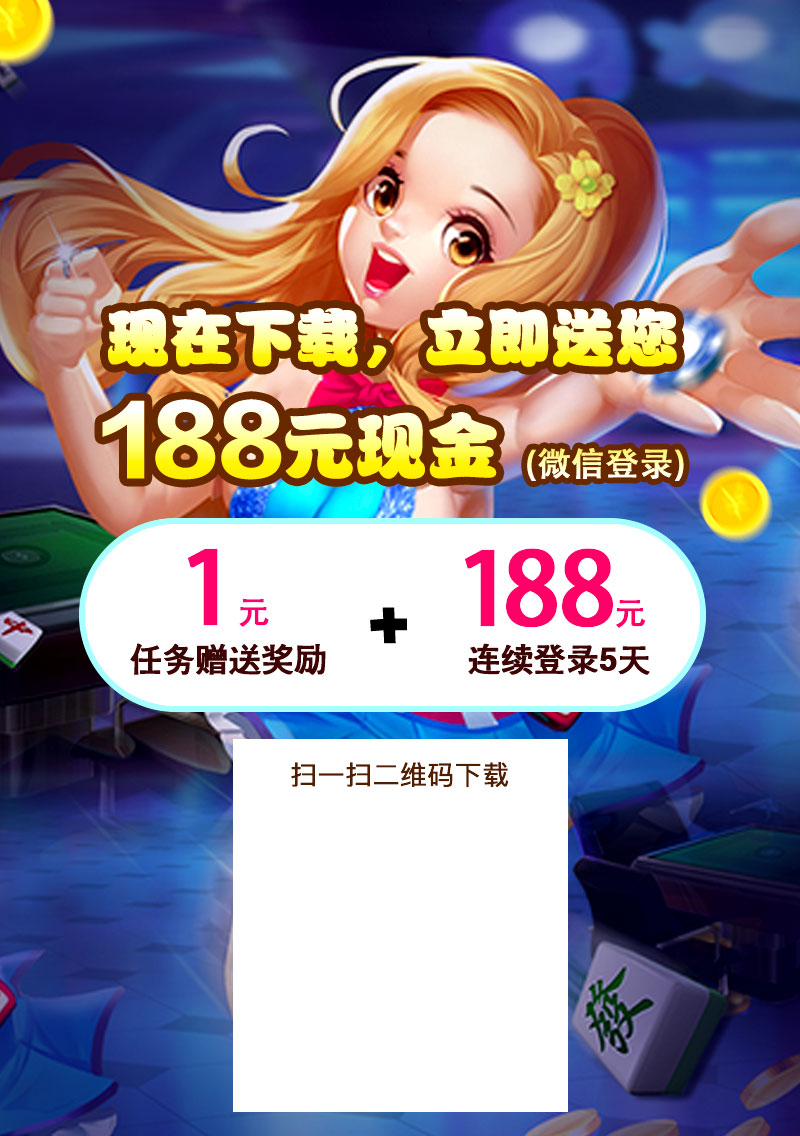 现在下载，立即送您
188元现金 (微信登录)
1元 + 188元
任务赠送奖励 连续登录5天
扫一扫二维码下载
發